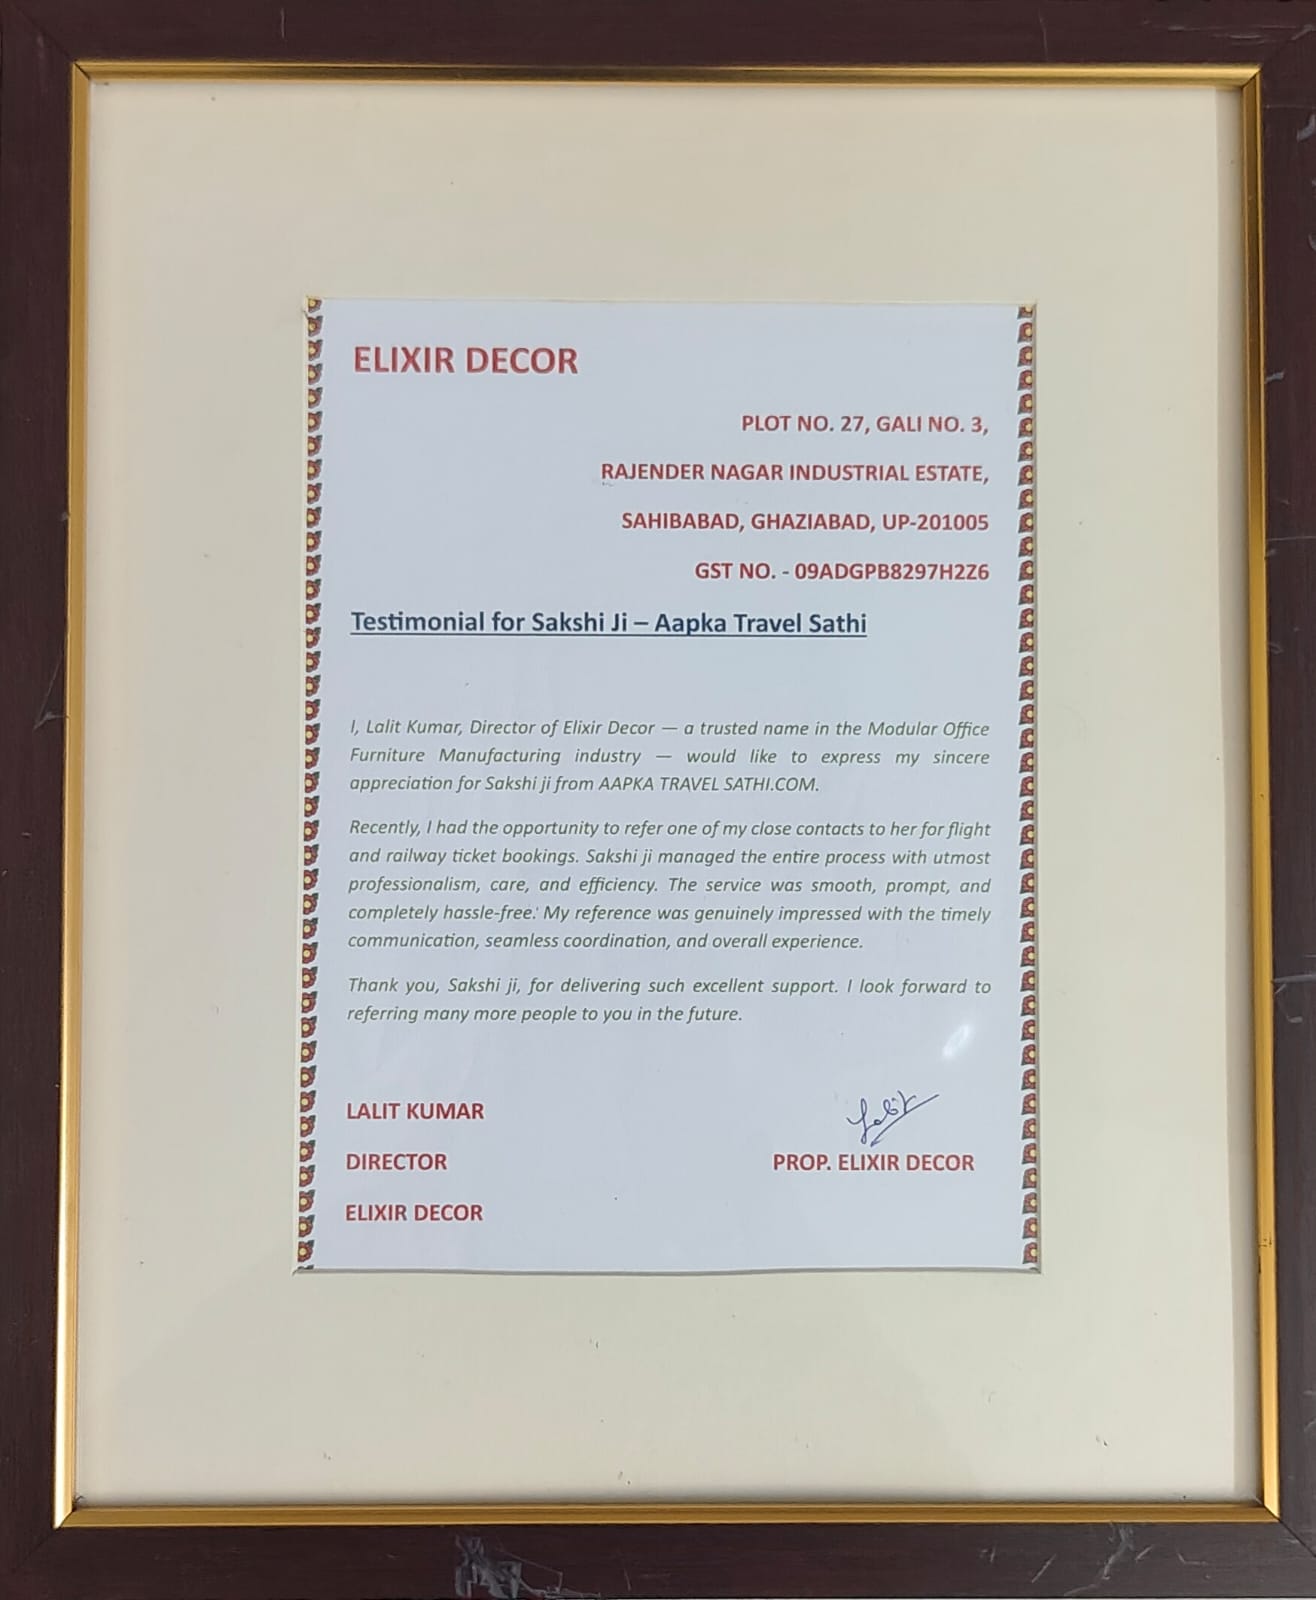 ELIXIR DECOR
PLOT NO. 27, GALI NO. 3,
RAJENDER NAGAR INDUSTRIAL ESTATE,
SAHIBABAD, GHAZIABAD, UP-201005
GST NO. - 09ADGPB8297H2Z6
Testimonial for Sakshi Ji – Aapka Travel Sathi
I, Lalit Kumar, Director of Elixir Decor — a trusted name in the Modular Office
Furniture Manufacturing industry — would like to express my sincere
appreciation for Sakshi ji from AAPKA TRAVEL SATHI.COM.
Recently, I had the opportunity to refer one of my close contacts to her for flight
and railway ticket bookings. Sakshi ji managed the entire process with utmost
professionalism, care, and efficiency. The service was smooth, prompt, and
completely hassle-free. My reference was genuinely impressed with the timely
communication, seamless coordination, and overall experience.
Thank you, Sakshi ji, for delivering such excellent support. I look forward to
referring many more people to you in the future.
LALIT KUMAR
Lalit
DIRECTOR
PROP. ELIXIR DECOR
ELIXIR DECOR